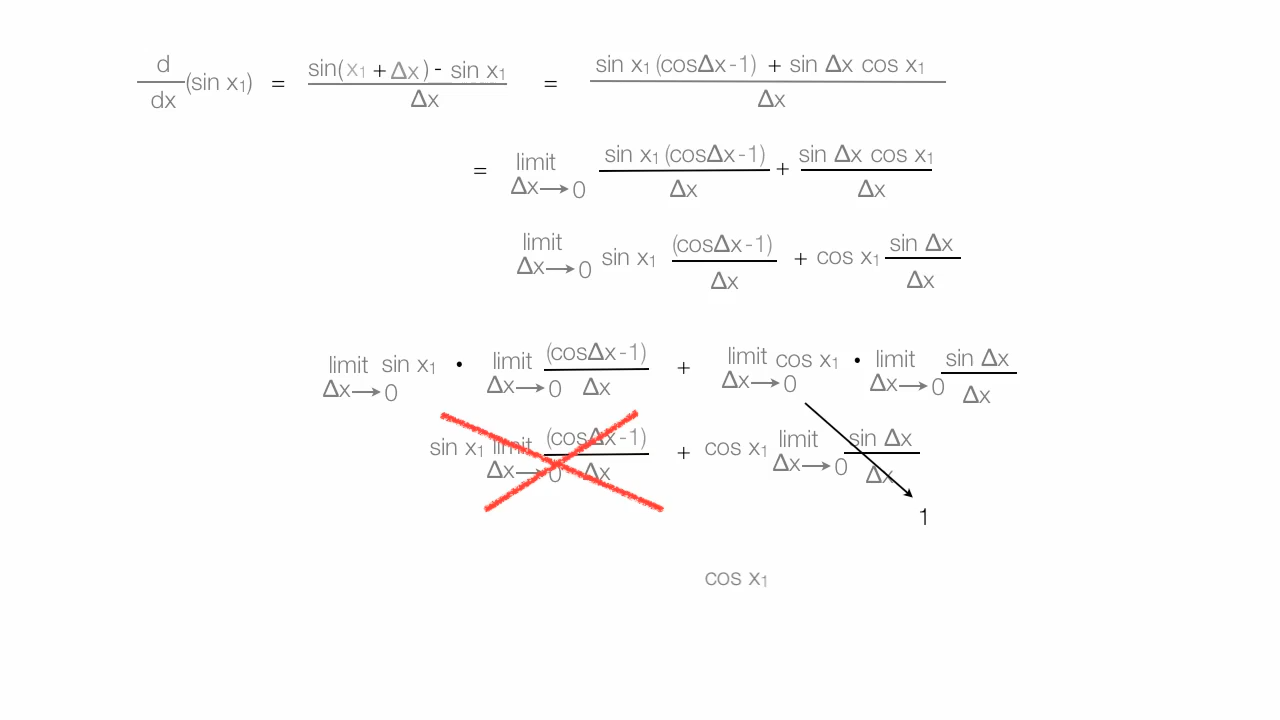 d/dx (sin x₁) = sin(x₁ + Δx) - sin x₁ / Δx = sin x₁ (cosΔx-1) + sin Δx cos x₁ / Δx
= limit Δx→0 sin x₁ (cosΔx-1) / Δx + sin Δx cos x₁ / Δx
limit Δx→0 sin x₁ (cosΔx-1) / Δx + cos x₁ sin Δx / Δx
limit Δx→0 sin x₁ • limit Δx→0 (cosΔx-1) / Δx + limit Δx→0 cos x₁ • limit Δx→0 sin Δx / Δx
sin x₁ limit Δx→0 (cosΔx-1) / Δx + cos x₁ limit Δx→0 sin Δx / Δx
1
cos x₁